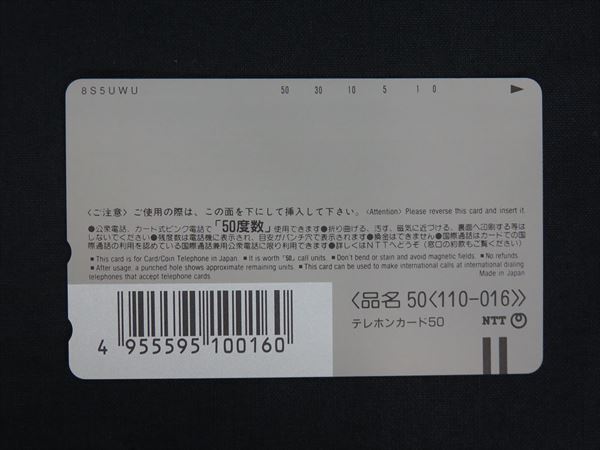 8S5UWU 50 30 10 5 1 0
〈ご注意〉ご使用の際は、この面を下にして挿入して下さい。〈Attention〉Please reverse this card and insert it.
●公衆電話、カード式ピンク電話で「50度数」使用できます●折り曲げる、汚す、磁気に近づける、裏面へ印刷する等は
しないでください●残度数は電話機に表示され、目安がパンチ穴で表示されます●換金はできません●国際通話はカードでの国
際通話の利用を認めている国際通話兼用公衆電話に限り利用できます●詳しくはNTTへどうぞ（窓口の約款もご覧ください）
■This card is for Card/Coin Telephone in Japan. ■It is worth "50" call units. ■Don't bend or stain and avoid magnetic fields. ■No refunds.
■After usage, a punched hole shows approximate remaining units. ■This card can be used to make international calls at international dialing
telephones that accept telephone cards. Made in Japan
〈品名 50〈110-016〉〉
テレホンカード50 NTT
4 955595 100160